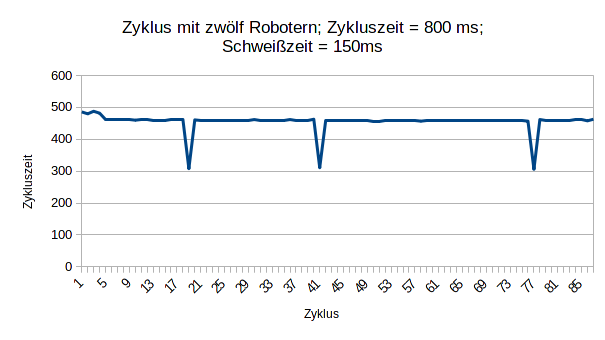 Zyklus mit zwölf Robotern; Zykluszeit = 800 ms;
Schweißzeit = 150ms
600
500
400
300
200
100
0
Zykluszeit
1 5 9 13 17 21 25 29 33 37 41 45 49 53 57 61 65 69 73 77 81 85
Zyklus